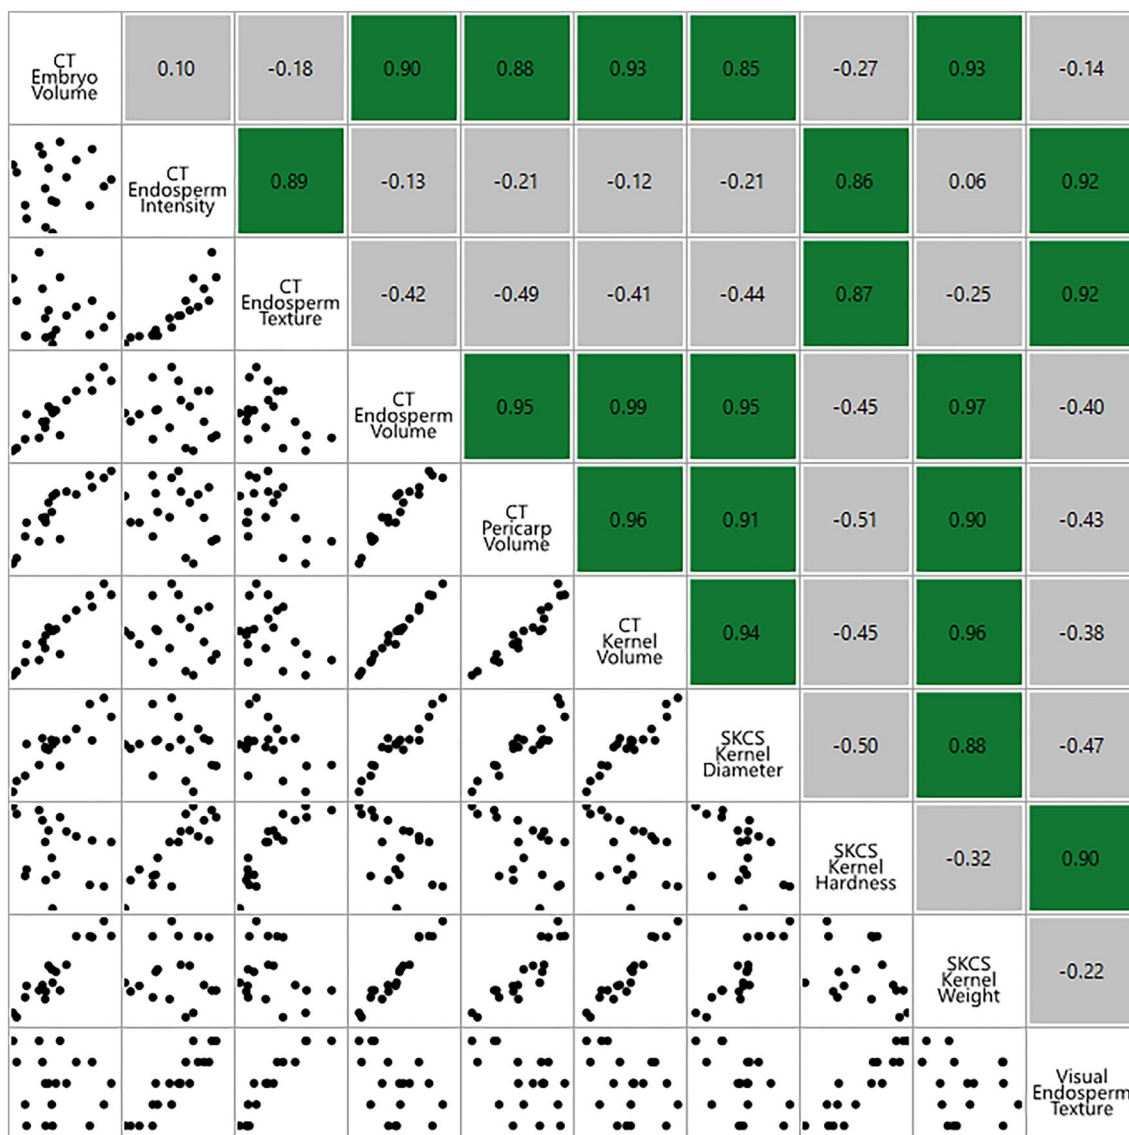 CT
Embryo
Volume
0.10
-0.18
0.90
0.88
0.93
0.85
-0.27
0.93
-0.14
CT
Endosperm
Intensity
0.89
-0.13
-0.21
-0.12
-0.21
0.86
0.06
0.92
CT
Endosperm
Texture
-0.42
-0.49
-0.41
-0.44
0.87
-0.25
0.92
CT
Endosperm
Volume
0.95
0.99
0.95
-0.45
0.97
-0.40
CT
Pericarp
Volume
0.96
0.91
-0.51
0.90
-0.43
CT
Kernel
Volume
0.94
-0.45
0.96
-0.38
SKCS
Kernel
Diameter
-0.50
0.88
-0.47
SKCS
Kernel
Hardness
-0.32
0.90
SKCS
Kernel
Weight
-0.22
Visual
Endosperm
Texture